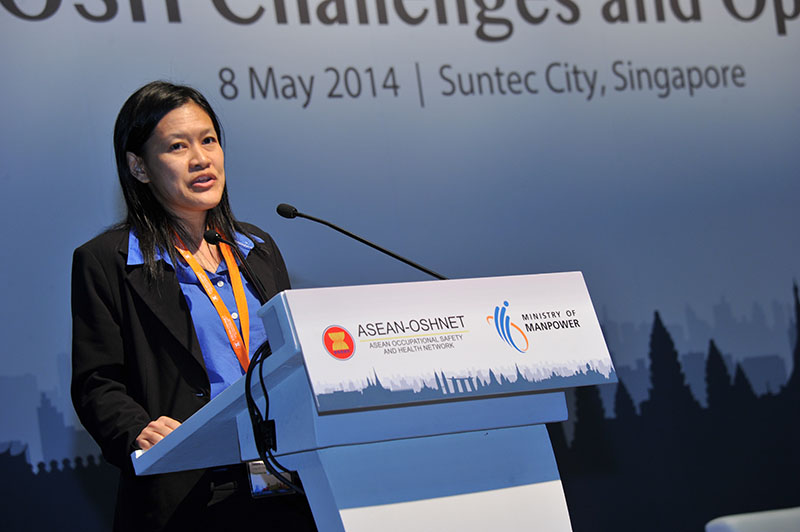 OSH Challenges and Op
8 May 2014 | Suntec City, Singapore
ASEAN-OSHNET
ASEAN OCCUPATIONAL SAFETY
AND HEALTH NETWORK
MINISTRY OF
MANPOWER